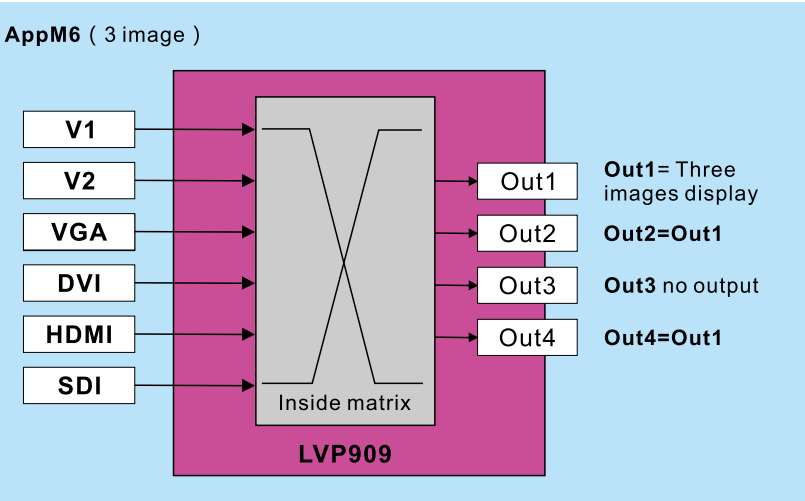 AppM6 ( 3 image )
V1
V2
VGA
DVI
HDMI
SDI
Inside matrix
LVP909
Out1
Out2
Out3
Out4
Out1= Three
images display
Out2=Out1
Out3 no output
Out4=Out1